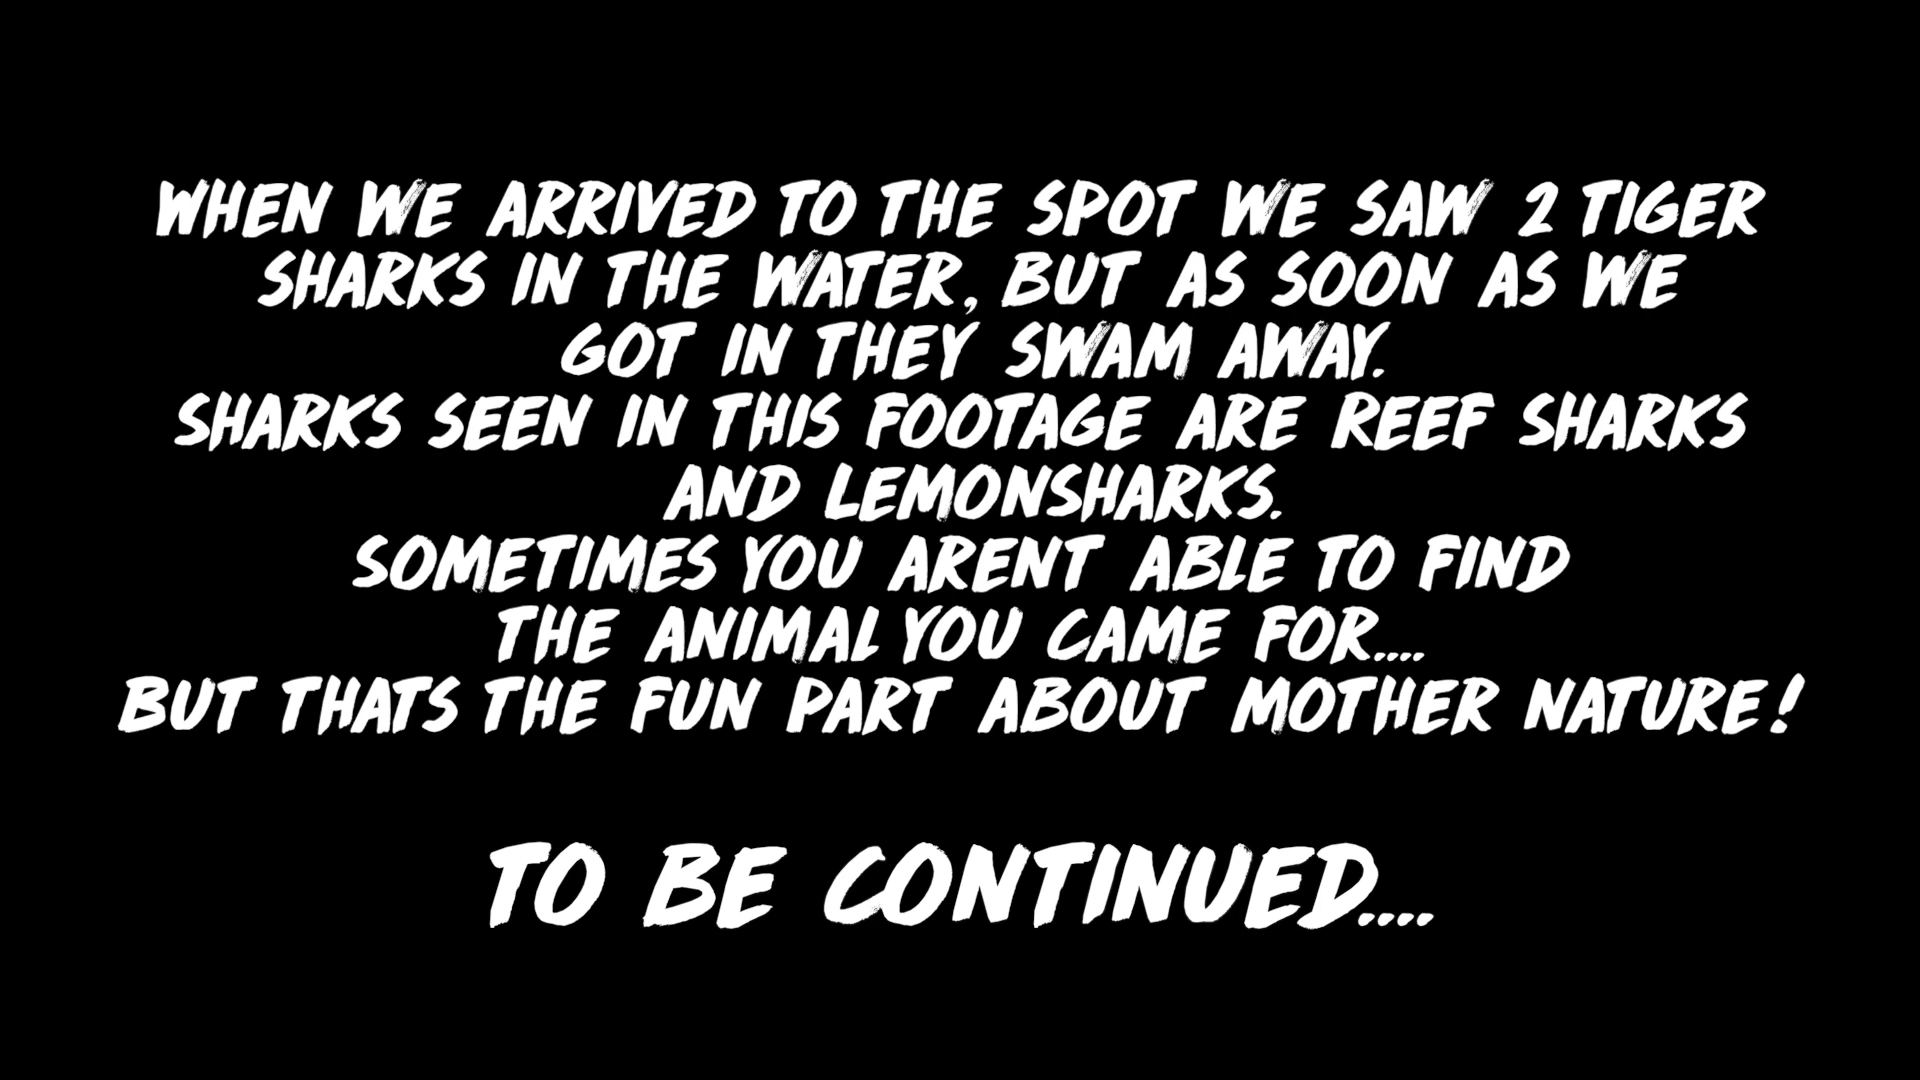 WHEN WE ARRIVED TO THE SPOT WE SAW 2 TIGER
SHARKS IN THE WATER, BUT AS SOON AS WE
GOT IN THEY SWAM AWAY.
SHARKS SEEN IN THIS FOOTAGE ARE REEF SHARKS
AND LEMONSHARKS.
SOMETIMES YOU ARENT ABLE TO FIND
THE ANIMAL YOU CAME FOR....
BUT THATS THE FUN PART ABOUT MOTHER NATURE!
TO BE CONTINUED....